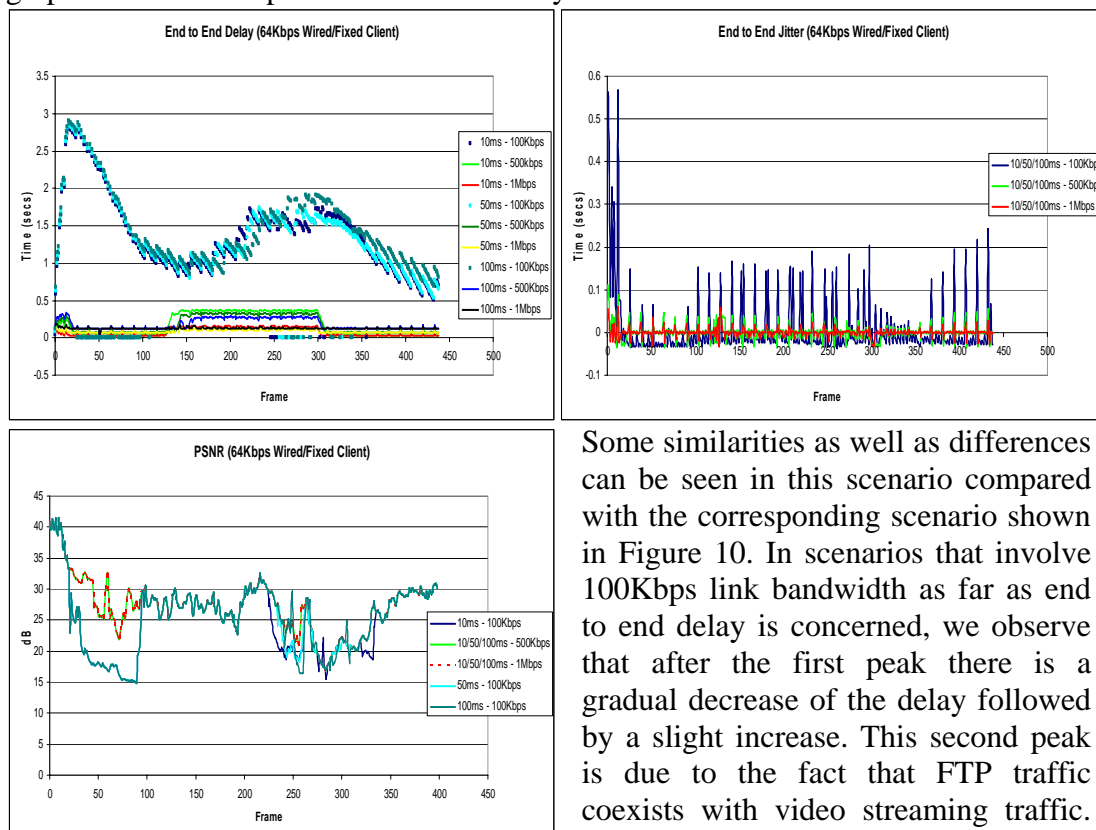 End to End Delay (64Kbps Wired/Fixed Client)
3.5
3
2.5
2
1.5
1
0.5
0
-0.5
0 50 100 150 200 250 300 350 400 450 500
Time (secs)
Frame
10ms - 100Kbps
10ms - 500kbps
10ms - 1Mbps
50ms - 100Kbps
50ms - 500Kbps
50ms - 1Mbps
100ms - 100Kbps
100ms - 500Kbps
100ms - 1Mbps
End to End Jitter (64Kbps Wired/Fixed Client)
0.6
0.5
0.4
0.3
0.2
0.1
0
-0.1
0 50 100 150 200 250 300 350 400 450 500
Time (secs)
Frame
10/50/100ms - 100Kbp
10/50/100ms - 500Kbp
10/50/100ms - 1Mbps
PSNR (64Kbps Wired/Fixed Client)
45
40
35
30
25
20
15
10
5
0
0 50 100 150 200 250 300 350 400 450
dB
Frame
10ms - 100Kbps
10/50/100ms - 500Kbps
10/50/100ms - 1Mbps
50ms - 100Kbps
100ms - 100Kbps
Some similarities as well as differences
can be seen in this scenario compared
with the corresponding scenario shown
in Figure 10. In scenarios that involve
100Kbps link bandwidth as far as end
to end delay is concerned, we observe
that after the first peak there is a
gradual decrease of the delay followed
by a slight increase. This second peak
is due to the fact that FTP traffic
coexists with video streaming traffic.